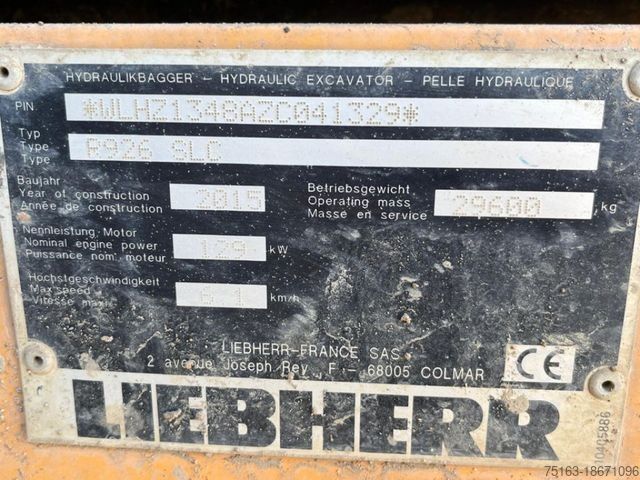 HYDRAULIKBAGGER – HYDRAULIC EXCAVATOR – PELLE HYDRAULIQUE
PIN *WLHZ1348AZC041329*
Typ
Type R926 SLC
Type
Baujahr
Year of construction 2015
Année de construction
Betriebsgewicht
Operating mass 29600 kg
Masse en service
Nennleistung Motor
Nominal engine power 129 kW
Puissance nom. moteur
Höchstgeschwindigkeit
Max speed 6.1 km/h
Vitesse maxi
LIEBHERR-FRANCE SAS
2 avenue Joseph Rey, F – 68005 COLMAR
CE
LIEBHERR
10405886
75163-18671096